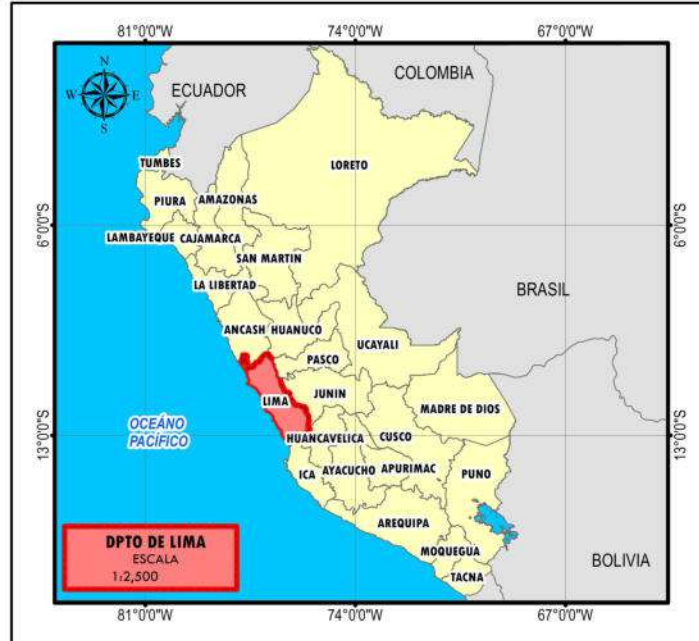 81°0'0"W 74°0'0"W 67°0'0"W
N
W E
S
COLOMBIA
ECUADOR
TUMBES
LORETO
PIURA AMAZONAS
6°0'0"S 6°0'0"S
LAMBAYEQUE CAJAMARCA
SAN MARTIN
LA LIBERTAD
BRASIL
ANCASH HUANUCO
UCAYALI
PASCO
JUNIN
LIMA
MADRE DE DIOS
OCEÁNO
PACÍFICO
13°0'0"S 13°0'0"S
HUANCAVELICA CUSCO
ICA AYACUCHO APURIMAC PUNO
AREQUIPA
DPTO DE LIMA
ESCALA
1:2,500
MOQUEGUA
BOLIVIA
TACNA
81°0'0"W 74°0'0"W 67°0'0"W